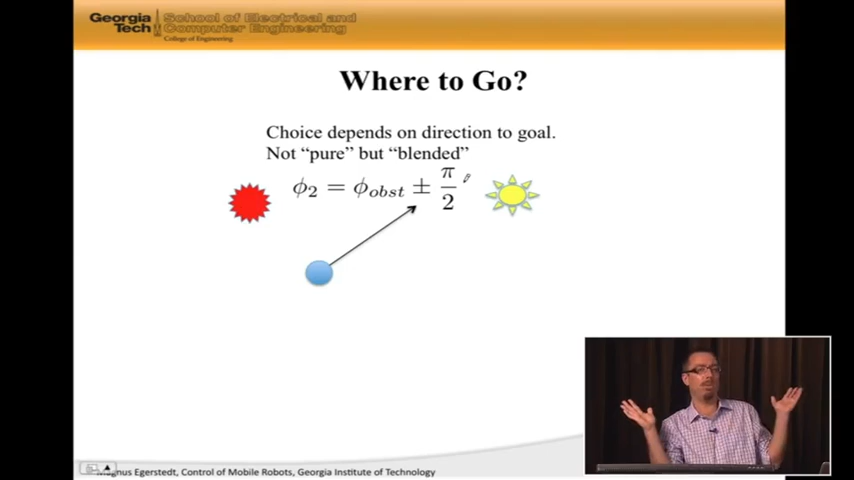 Georgia Tech
School of Electrical and Computer Engineering
College of Engineering
Where to Go?
Choice depends on direction to goal.
Not “pure” but “blended”
ϕ₂ = ϕ_obst ± π/2
Magnus Egerstedt, Control of Mobile Robots, Georgia Institute of Technology